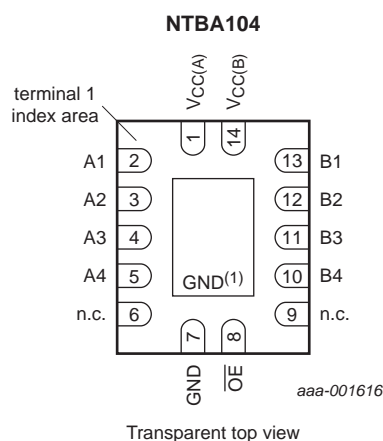 NTBA104
terminal 1
index area
VCC(A)
VCC(B)
1
14
A1 2 13 B1
A2 3 12 B2
A3 4 11 B3
A4 5 10 B4
GND(1)
n.c. 6 9 n.c.
7
8
GND
OE
aaa-001616
Transparent top view